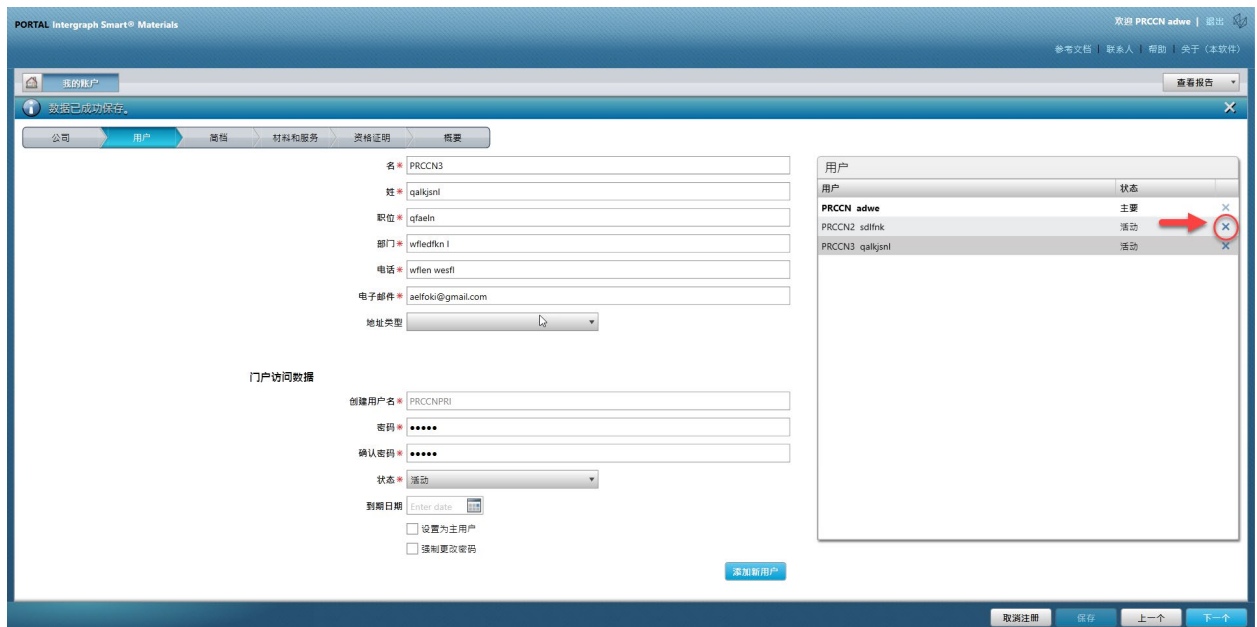 PORTAL Intergraph Smart® Materials
欢迎 PRCCN adwe | 退出
参考文档 | 联系人 | 帮助 | 关于（本软件）
我的账户
查看报告
数据已成功保存。
公司 用户 简档 材料和服务 资格证明 概要
名* PRCCN3
姓* qalkjsnl
职位* qfaeln
部门* wfledfkn l
电话* wflen wesfl
电子邮件* aelfoki@gmail.com
地址类型
门户访问数据
创建用户名* PRCCNPRI
密码* •••••
确认密码* •••••
状态* 活动
到期日期 Enter date
设置为主用户
强制更改密码
添加新用户
用户
用户 状态
PRCCN adwe 主要
PRCCN2 sdlfnk 活动
PRCCN3 qalkjsnl 活动
取消注册 保存 上一个 下一个